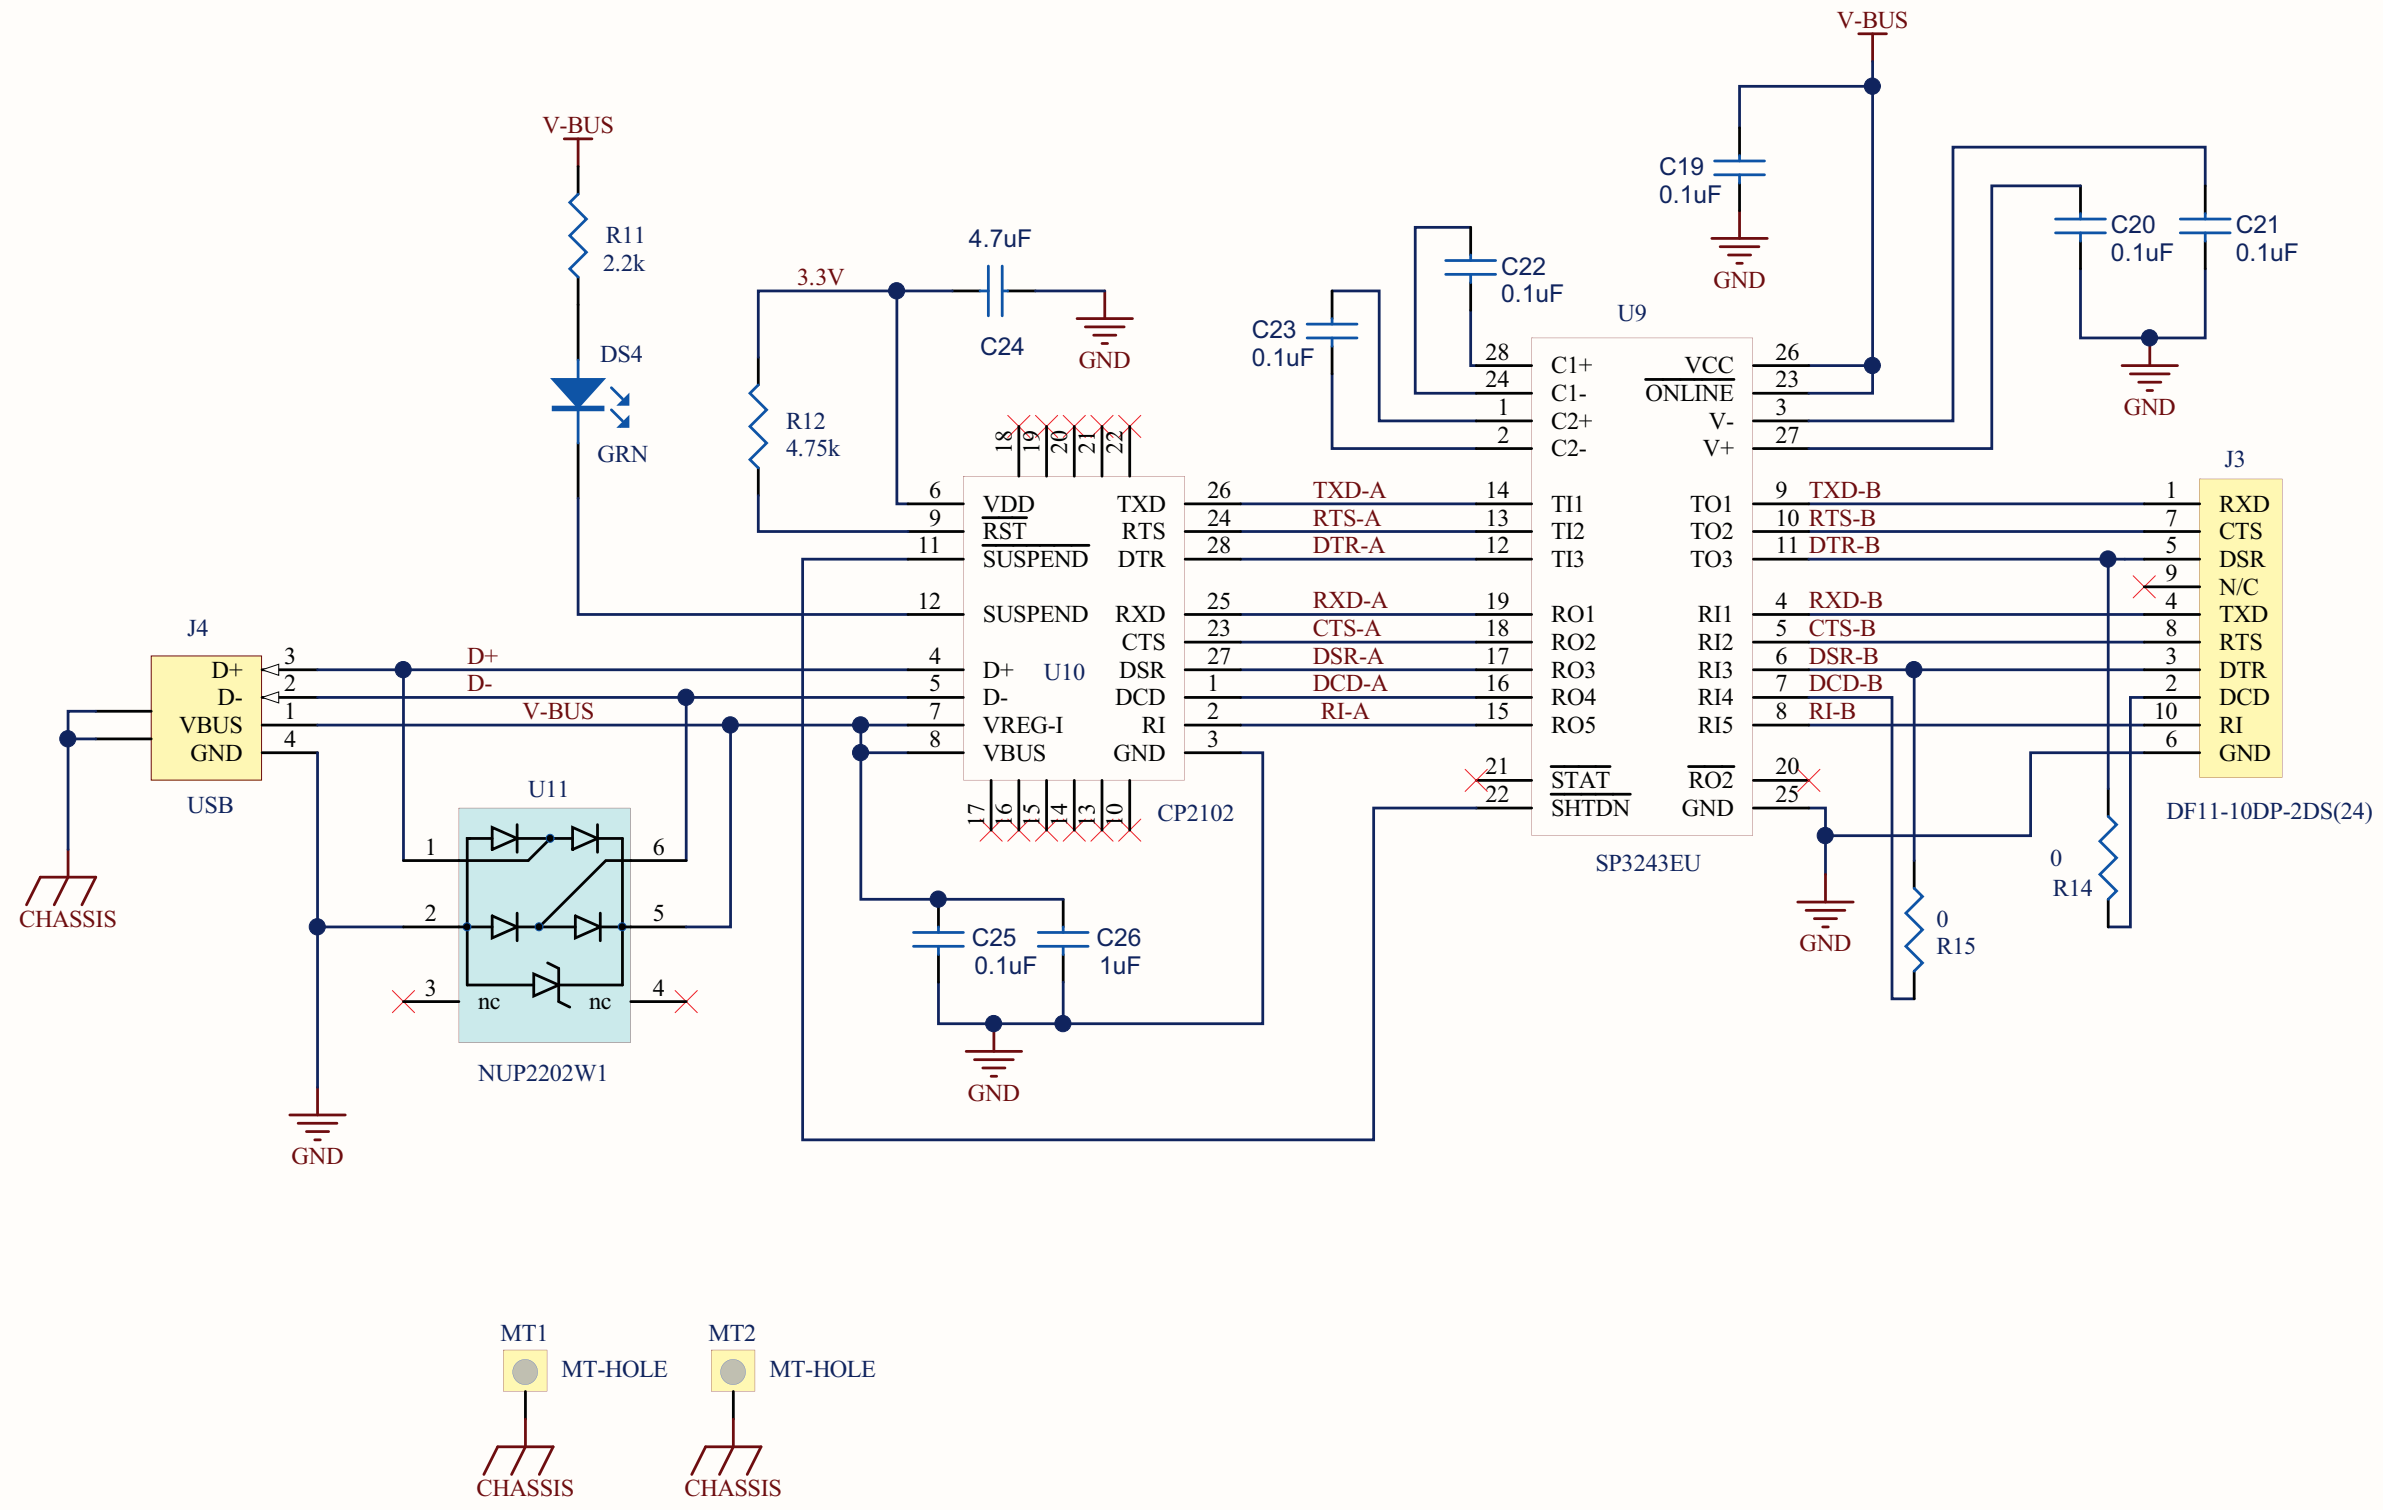 V-BUS
V-BUS
R11
2.2k
DS4
GRN
3.3V
4.7uF
C24
GND
R12
4.75k
C19
0.1uF
GND
C22
0.1uF
C23
0.1uF
C20
0.1uF
C21
0.1uF
GND
J4
D+ 3
D- 2
VBUS 1
GND 4
USB
CHASSIS
GND
D+
D-
V-BUS
U11
1 6
2 5
3 nc nc 4
NUP2202W1
18 19 20 21 22
6 VDD TXD 26
9 RST RTS 24
11 SUSPEND DTR 28
12 SUSPEND RXD 25
CTS 23
4 D+ U10 DSR 27
5 D- DCD 1
7 VREG-I RI 2
8 VBUS GND 3
17 16 15 14 13 10
CP2102
C25
0.1uF
C26
1uF
GND
TXD-A
RTS-A
DTR-A
RXD-A
CTS-A
DSR-A
DCD-A
RI-A
U9
28 C1+ VCC 26
24 C1- ONLINE 23
1 C2+ V- 3
2 C2- V+ 27
14 TI1 TO1 9
13 TI2 TO2 10
12 TI3 TO3 11
19 RO1 RI1 4
18 RO2 RI2 5
17 RO3 RI3 6
16 RO4 RI4 7
15 RO5 RI5 8
21 STAT RO2 20
22 SHTDN GND 25
SP3243EU
GND
TXD-B
RTS-B
DTR-B
RXD-B
CTS-B
DSR-B
DCD-B
RI-B
J3
1 RXD
7 CTS
5 DSR
9 N/C
4 TXD
8 RTS
3 DTR
2 DCD
10 RI
6 GND
DF11-10DP-2DS(24)
0
R14
0
R15
MT1
MT-HOLE
CHASSIS
MT2
MT-HOLE
CHASSIS